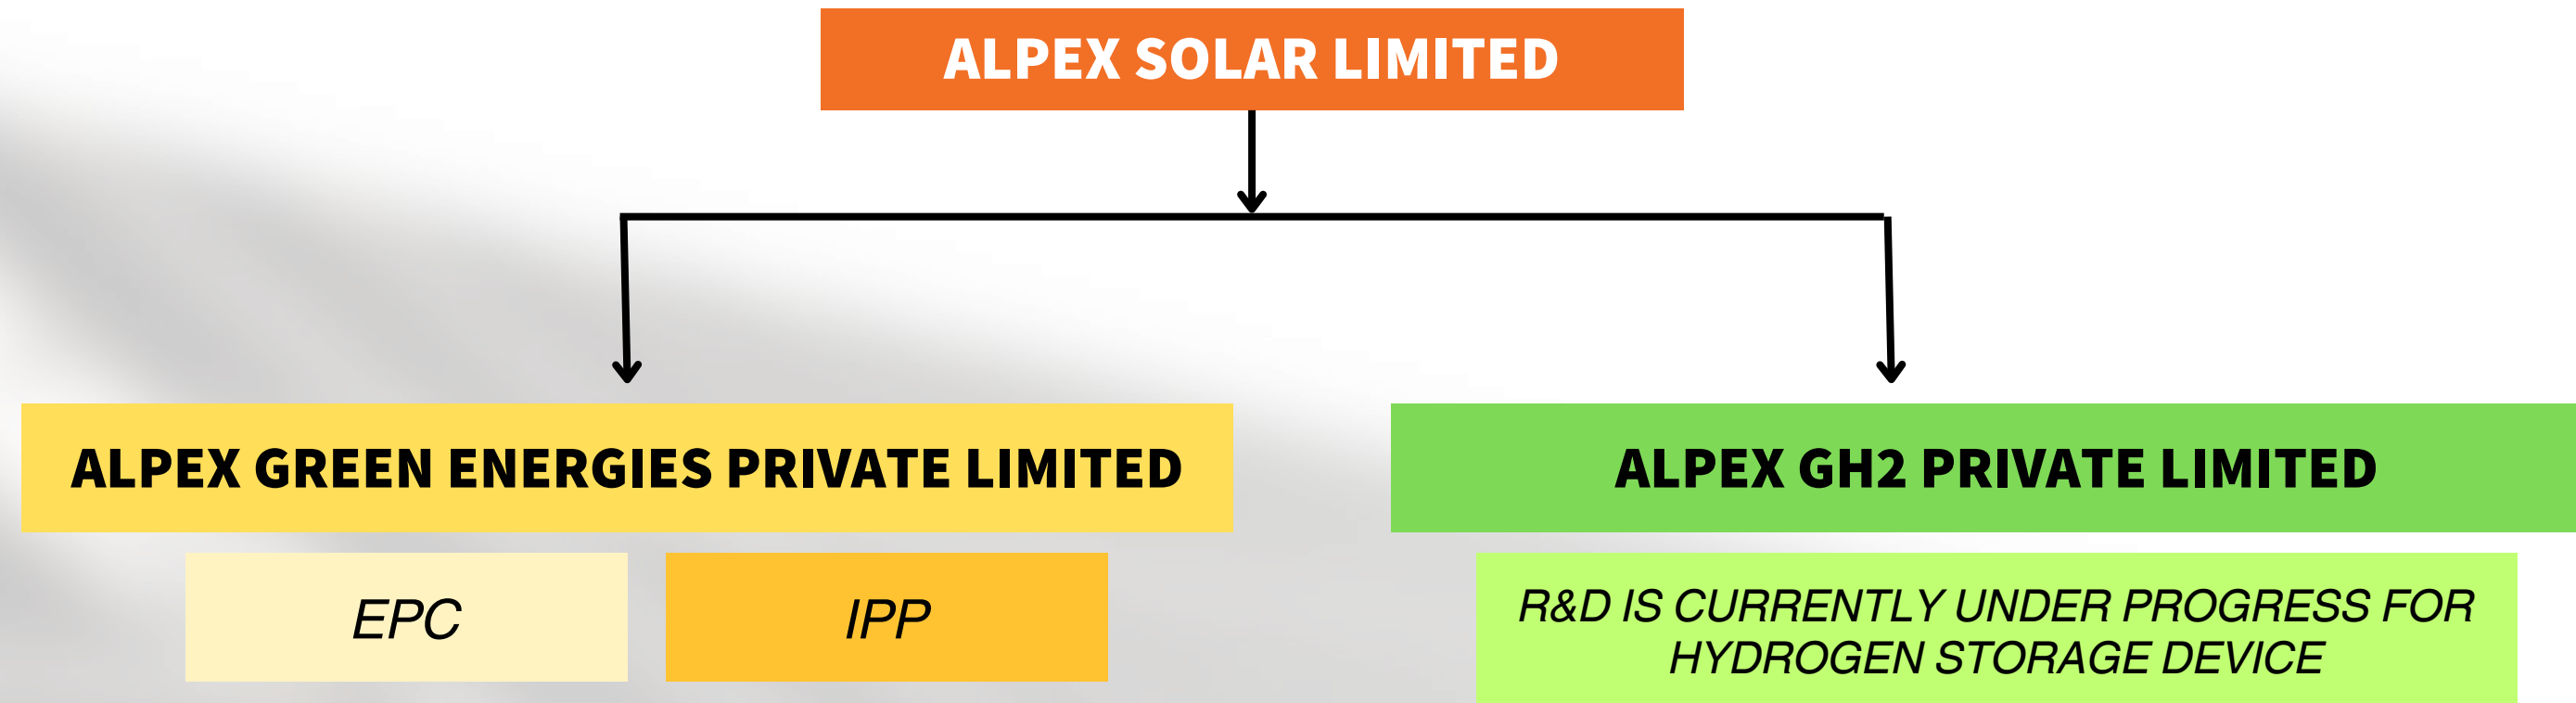 ALPEX SOLAR LIMITED
ALPEX GREEN ENERGIES PRIVATE LIMITED
EPC
IPP
ALPEX GH2 PRIVATE LIMITED
R&D IS CURRENTLY UNDER PROGRESS FOR
HYDROGEN STORAGE DEVICE